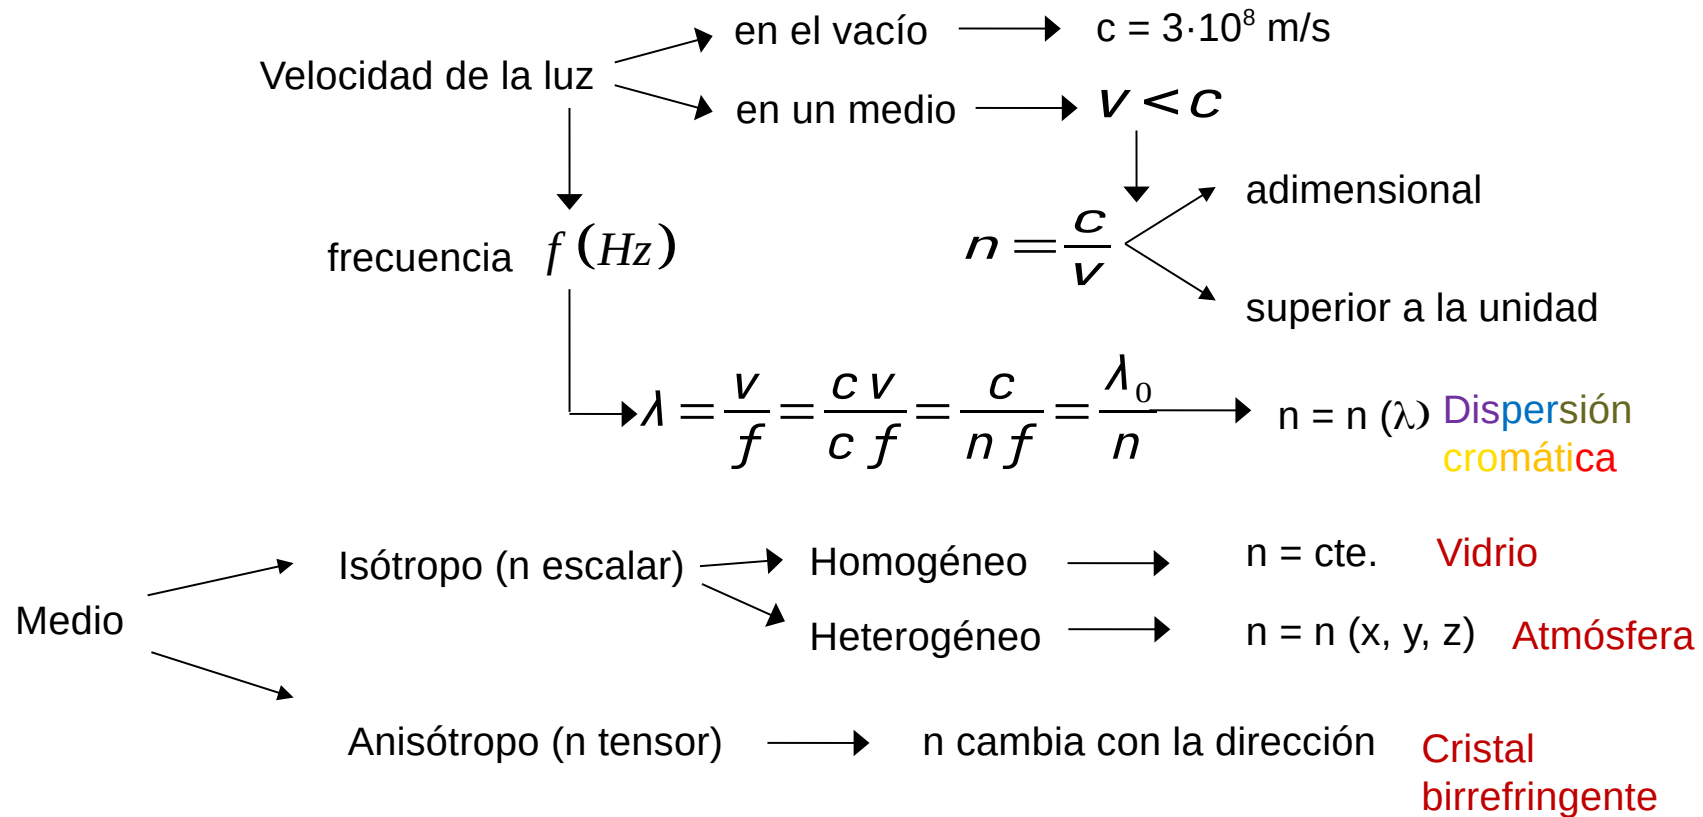 en el vacío c = 3·10⁸ m/s
Velocidad de la luz
en un medio v < c
adimensional
frecuencia f (Hz) n = c/v
superior a la unidad
λ = v/f = c v/c f = c/n f = λ₀/n n = n (λ) Dispersión
cromática
Isótropo (n escalar) Homogéneo n = cte. Vidrio
Medio
Heterogéneo n = n (x, y, z) Atmósfera
Anisótropo (n tensor) n cambia con la dirección Cristal
birrefringente